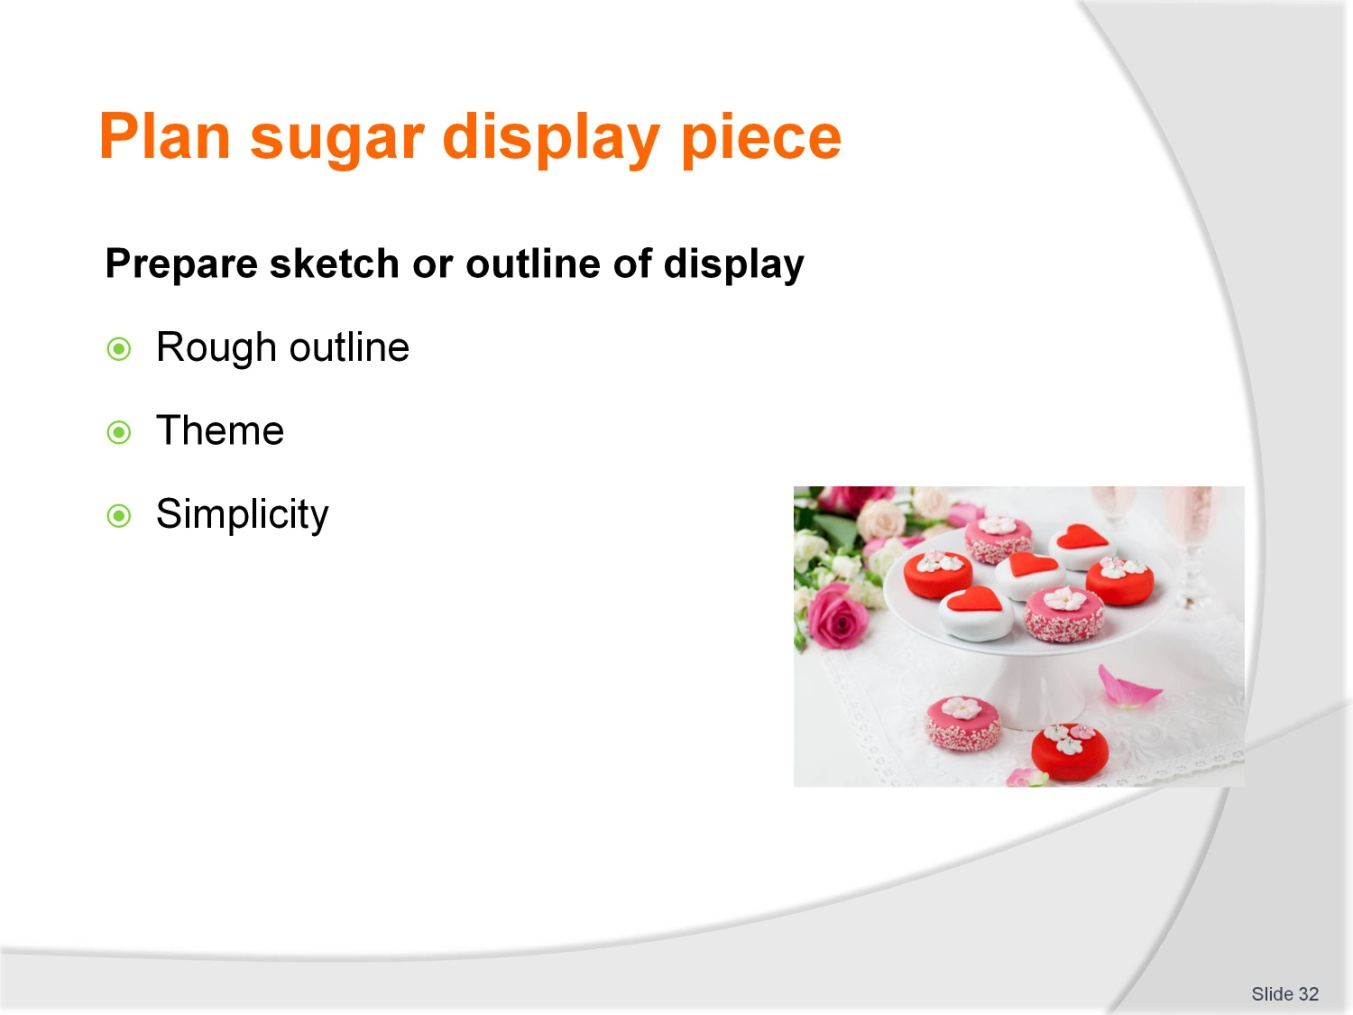 Plan sugar display piece
Prepare sketch or outline of display
Rough outline
Theme
Simplicity
Slide 32